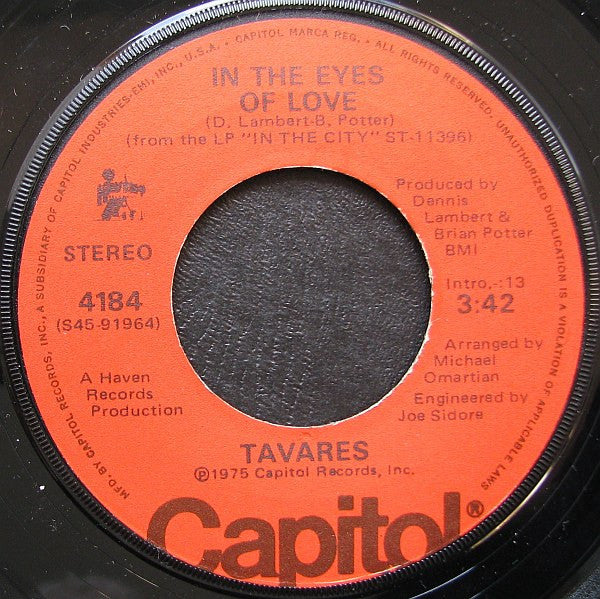 MFD. BY CAPITOL RECORDS, INC., A SUBSIDIARY OF CAPITOL INDUSTRIES-EMI, INC., U.S.A. • CAPITOL MARCA REG. • ALL RIGHTS RESERVED. UNAUTHORIZED DUPLICATION IS A VIOLATION OF APPLICABLE LAWS
IN THE EYES
OF LOVE
(D. Lambert-B. Potter)
(from the LP "IN THE CITY" ST-11396)
STEREO
4184
(S45-91964)
A Haven
Records
Production
Produced by
Dennis
Lambert &
Brian Potter
BMI
Intro.-:13
3:42
Arranged by
Michael
Omartian
Engineered by
Joe Sidore
TAVARES
Ⓟ1975 Capitol Records, Inc.
Capitol®